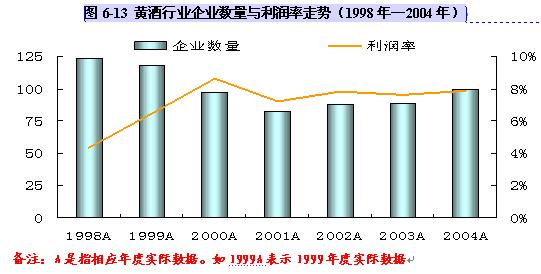 图 6-13 黄酒行业企业数量与利润率走势（1998 年—2004 年）
企业数量 利润率
125 10%
100 8%
75 6%
50 4%
25 2%
0 0%
1998A 1999A 2000A 2001A 2002A 2003A 2004A
备注：A 是指相应年度实际数据。如 1999A 表示 1999 年度实际数据